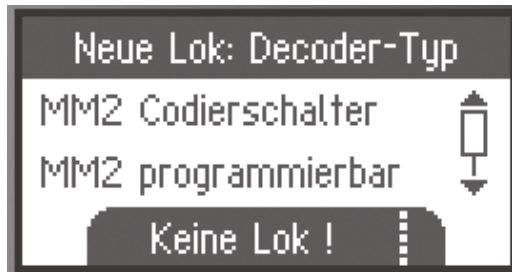 Neue Lok: Decoder-Typ
MM2 Codierschalter
MM2 programmierbar
Keine Lok !